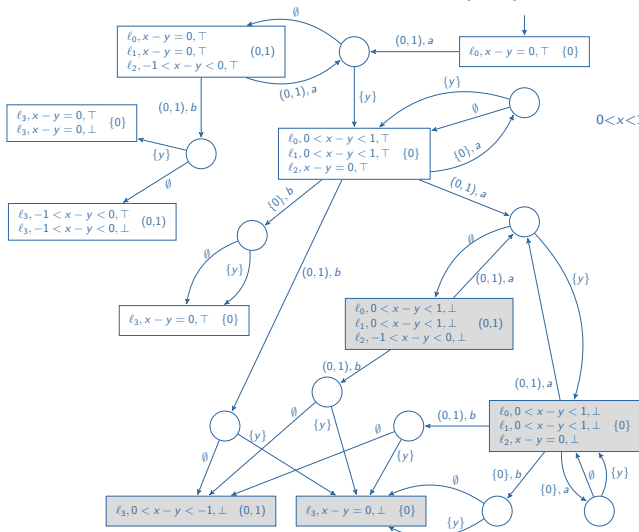 ∅
ℓ₀, x − y = 0, ⊤
ℓ₁, x − y = 0, ⊤ (0,1)
ℓ₂, −1 < x − y < 0, ⊤
(0, 1), a
ℓ₀, x − y = 0, ⊤ {0}
(0, 1), a
{y}
(0, 1), b
{y}
∅
{0}, a
0<x<
ℓ₃, x − y = 0, ⊤
ℓ₃, x − y = 0, ⊥ {0}
{y}
∅
ℓ₀, 0 < x − y < 1, ⊤
ℓ₁, 0 < x − y < 1, ⊤ {0}
ℓ₂, x − y = 0, ⊤
ℓ₃, −1 < x − y < 0, ⊤
ℓ₃, −1 < x − y < 0, ⊥ (0,1)
{0}, b
(0, 1), a
∅
{y}
(0, 1), b
∅
(0, 1), a
{y}
ℓ₃, x − y = 0, ⊤ {0}
ℓ₀, 0 < x − y < 1, ⊥
ℓ₁, 0 < x − y < 1, ⊥ (0,1)
ℓ₂, −1 < x − y < 0, ⊥
(0, 1), b
(0, 1), a
∅
{y}
(0, 1), b
ℓ₀, 0 < x − y < 1, ⊥
ℓ₁, 0 < x − y < 1, ⊥ {0}
ℓ₂, x − y = 0, ⊥
∅
{y}
∅
{y}
{0}, b
{0}, a
∅
{y}
ℓ₃, 0 < x − y < −1, ⊥ (0,1)
ℓ₃, x − y = 0, ⊥ {0}
∅
{y}